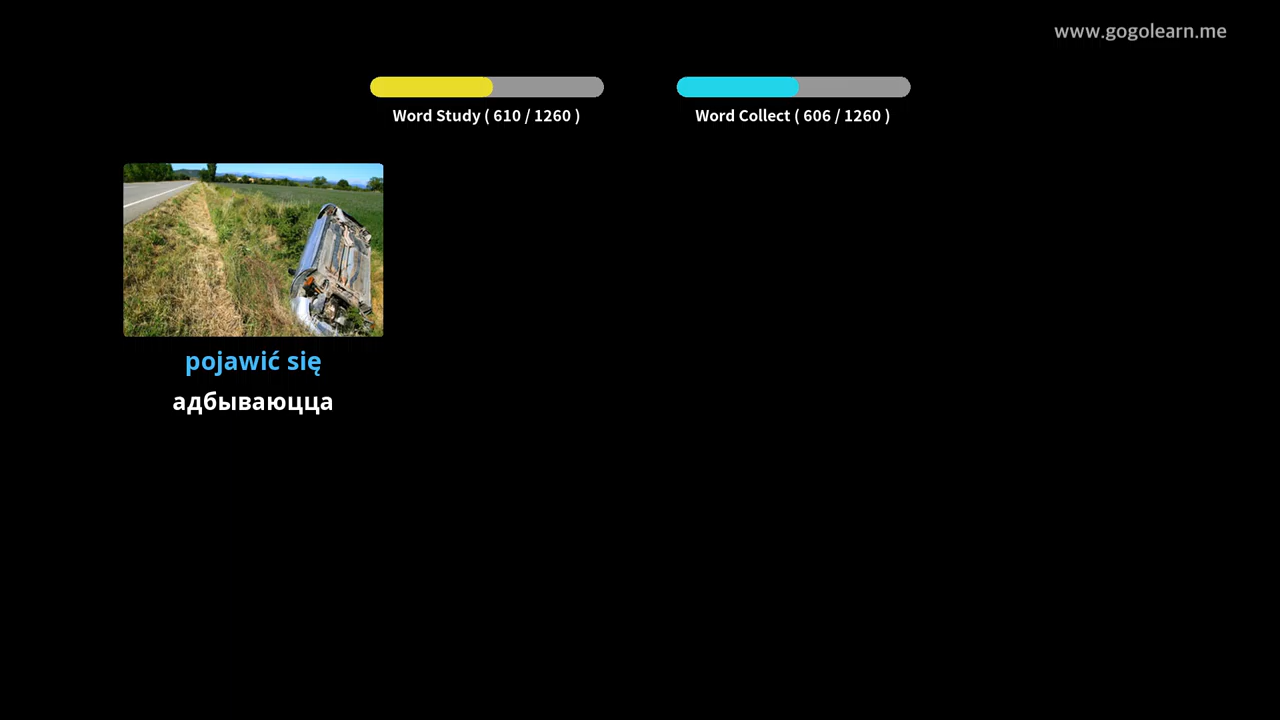 www.gogolearn.me
Word Study ( 610 / 1260 )
Word Collect ( 606 / 1260 )
pojawić się
адбываюцца